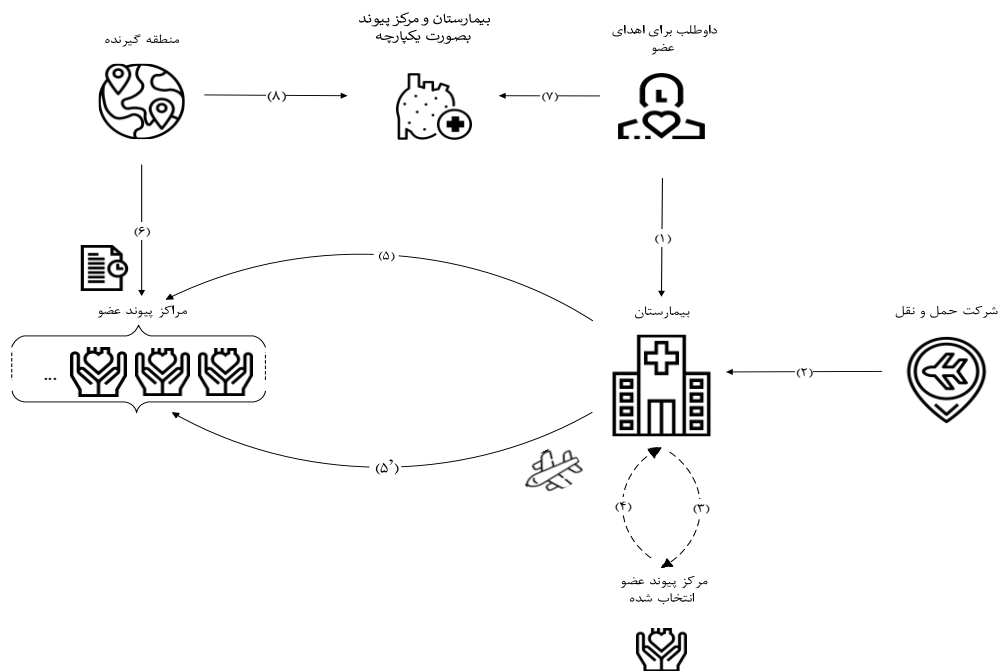 داوطلب برای اهدای
عضو
بیمارستان و مرکز پیوند
بصورت یکپارچه
منطقه گیرنده
(۷)
(۸)
(۱)
(۶)
(۵)
شرکت حمل و نقل
بیمارستان
مراکز پیوند عضو
(۲)
...
(۵’)
(۳)
(۴)
مرکز پیوند عضو
انتخاب شده